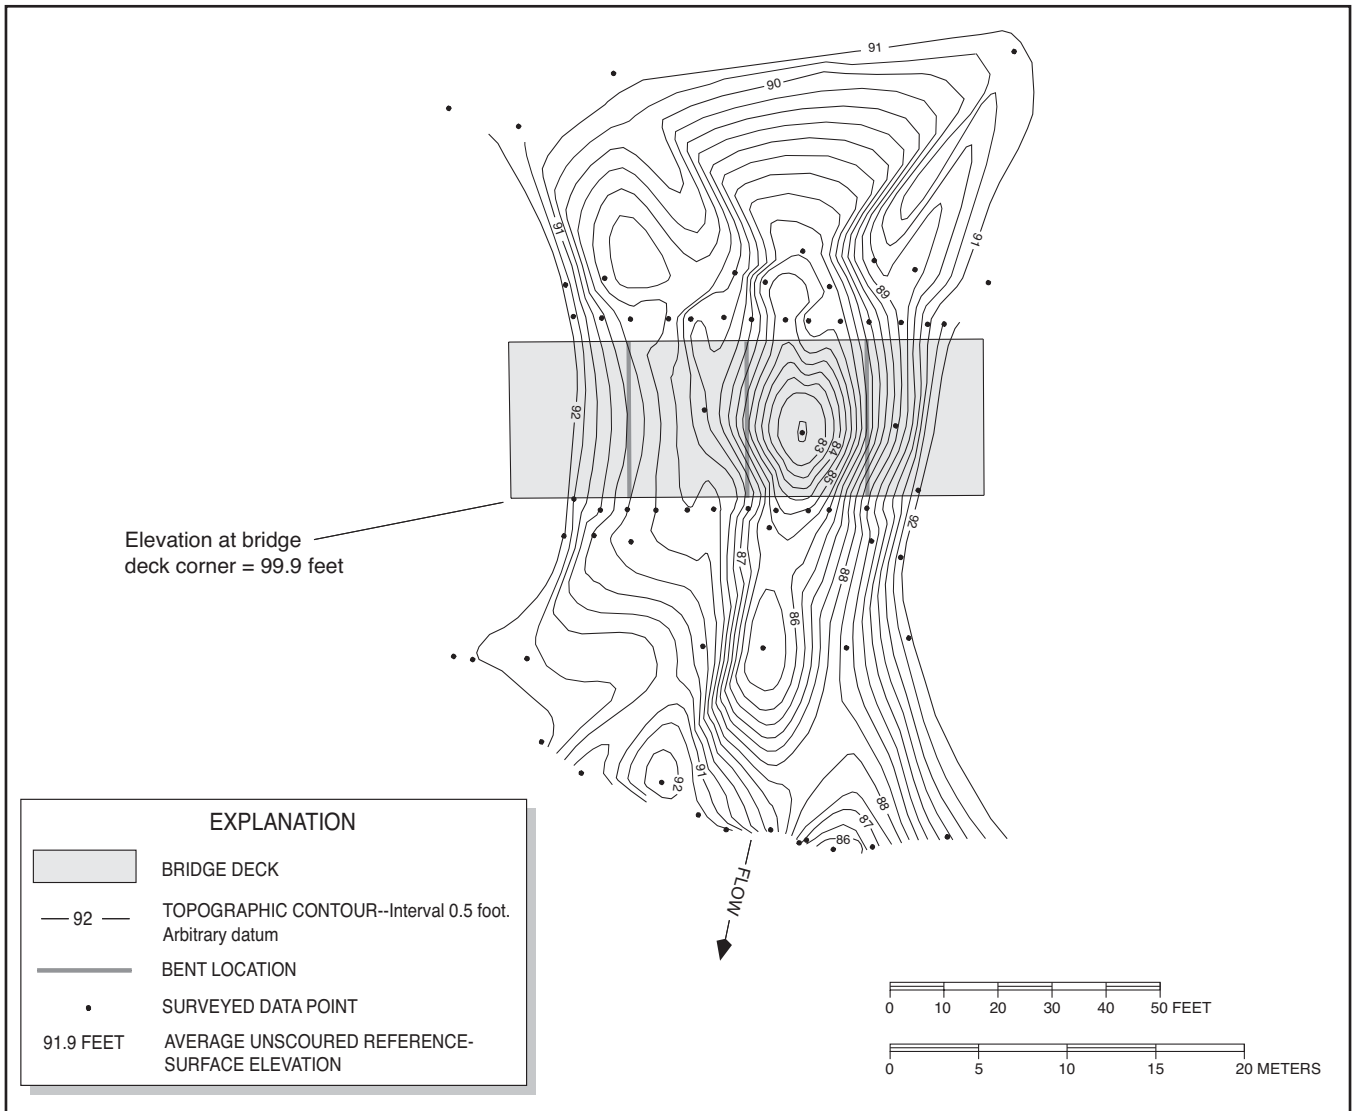 91
90
91
91
89
92
83
84
85
92
Elevation at bridge
deck corner = 99.9 feet
87
88
86
91
92
88
87
86
FLOW
EXPLANATION
BRIDGE DECK
92
TOPOGRAPHIC CONTOUR--Interval 0.5 foot.
Arbitrary datum
BENT LOCATION
SURVEYED DATA POINT
91.9 FEET
AVERAGE UNSCOURED REFERENCE-
SURFACE ELEVATION
0 10 20 30 40 50 FEET
0 5 10 15 20 METERS